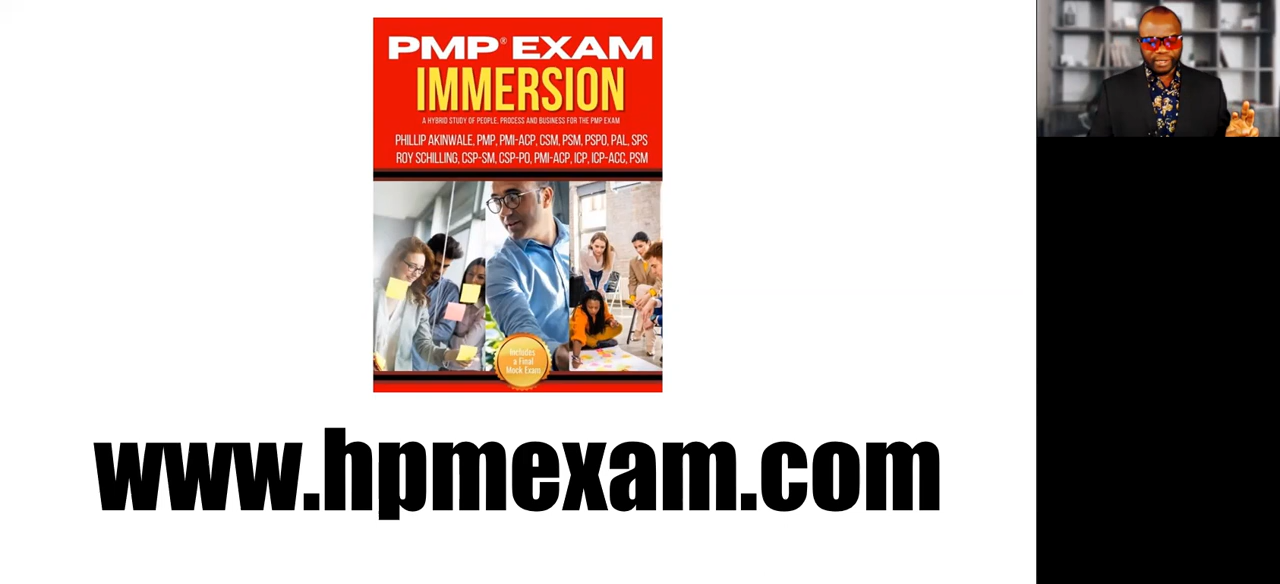 PMP® EXAM
IMMERSION
A HYBRID STUDY OF PEOPLE, PROCESS AND BUSINESS FOR THE PMP EXAM
PHILLIP AKINWALE, PMP, PMI-ACP, CSM, PSM, PSPO, PAL, SPS
ROY SCHILLING, CSP-SM, CSP-PO, PMI-ACP, ICP, ICP-ACC, PSM
Includes
a Final
Mock Exam
www.hpmexam.com